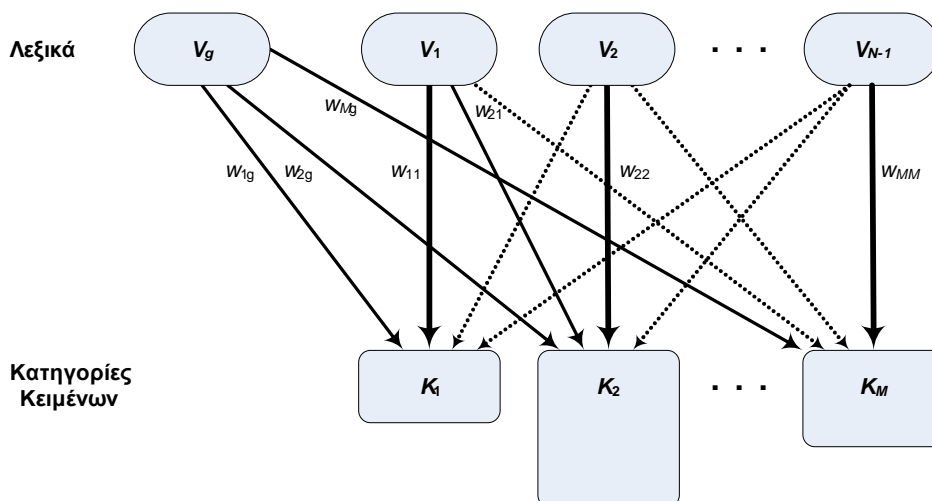 Λεξικά
Vg
V1
V2
. . .
VN-1
wMg
w21
w1g
w2g
w11
w22
wMM
Κατηγορίες
Κειμένων
K1
K2
. . .
KM